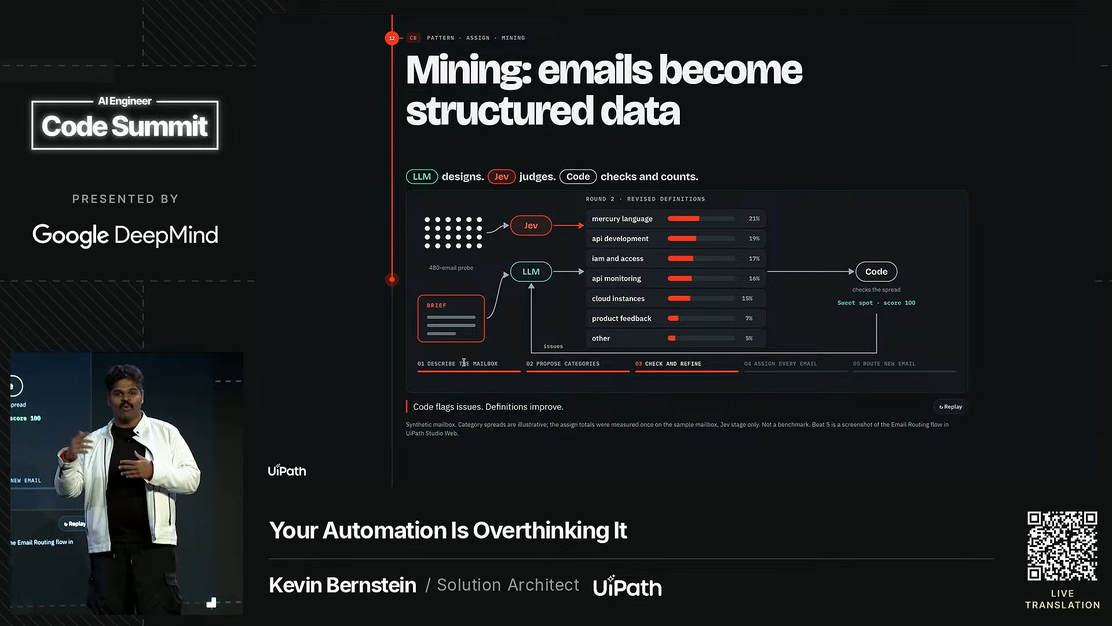 AI Engineer
Code Summit
PRESENTED BY
Google DeepMind
12
C8
PATTERN · ASSIGN · MINING
Mining: emails become
structured data
LLM designs. Jev judges. Code checks and counts.
ROUND 2 · REVISED DEFINITIONS
480-email probe
Jev
LLM
BRIEF
mercury language 21%
api development 19%
iam and access 17%
api monitoring 16%
cloud instances 15%
product feedback 7%
other 5%
Code
checks the spread
Sweet spot · score 100
issues
01 DESCRIBE THE MAILBOX
02 PROPOSE CATEGORIES
03 CHECK AND REFINE
04 ASSIGN EVERY EMAIL
05 ROUTE NEW EMAIL
Code flags issues. Definitions improve.
↻ Replay
Synthetic mailbox. Category spreads are illustrative; the assign totals were measured once on the sample mailbox, Jev stage only. Not a benchmark. Beat 5 is a screenshot of the Email Routing flow in
UiPath Studio Web.
UiPath
spread
score 100
NEW EMAIL
↻ Replay
e Email Routing flow in
Your Automation Is Overthinking It
Kevin Bernstein / Solution Architect UiPath
LIVE
TRANSLATION